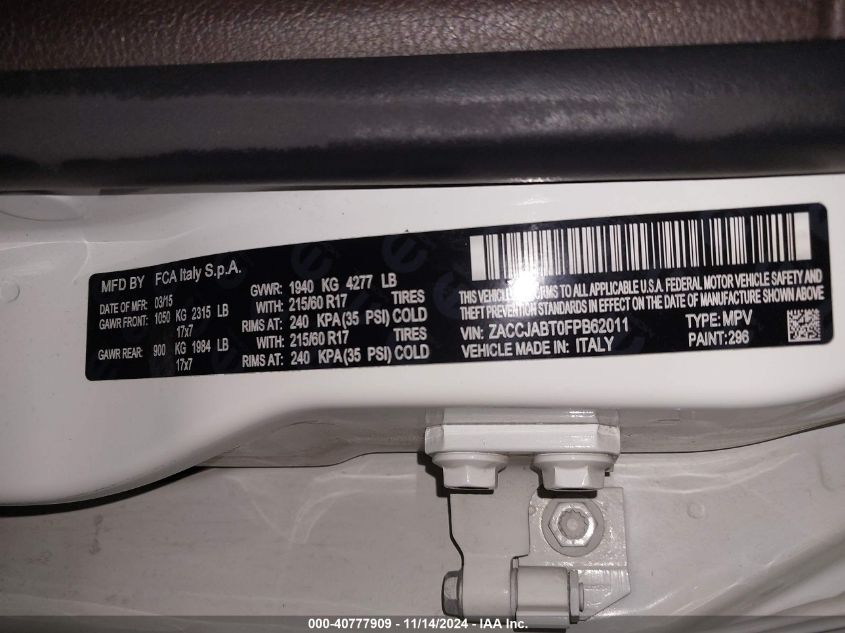 MFD BY FCA Italy S.p.A.
DATE OF MFR: 03/15 GVWR: 1940 KG 4277 LB
GAWR FRONT: 1050 KG 2315 LB WITH: 215/60 R17 TIRES
17x7 RIMS AT: 240 KPA(35 PSI) COLD
GAWR REAR: 900 KG 1984 LB WITH: 215/60 R17 TIRES
17x7 RIMS AT: 240 KPA(35 PSI) COLD
THIS VEHICLE CONFORMS TO ALL APPLICABLE U.S.A. FEDERAL MOTOR VEHICLE SAFETY AND
THEFT PREVENTION STANDARDS IN EFFECT ON THE DATE OF MANUFACTURE SHOWN ABOVE.
VIN: ZACCJABT0FPB62011 TYPE: MPV
VEHICLE MADE IN: ITALY PAINT: 296
000-40777909 - 11/14/2024 - IAA Inc.